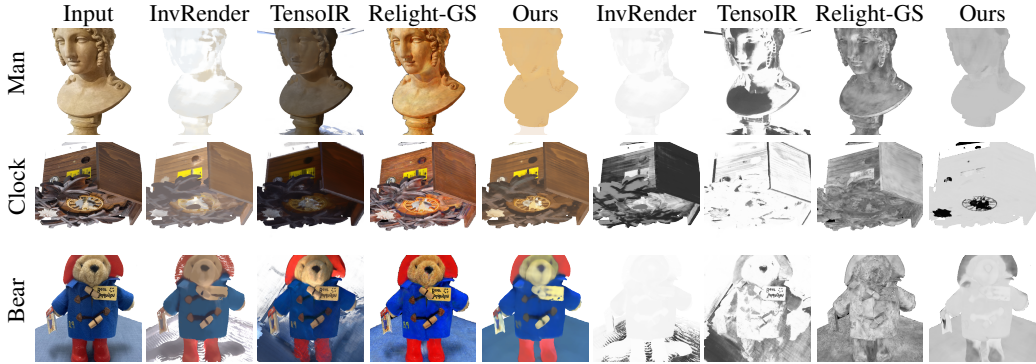 Input InvRender TensoIR Relight-GS Ours InvRender TensoIR Relight-GS Ours
Man
Clock
Bear